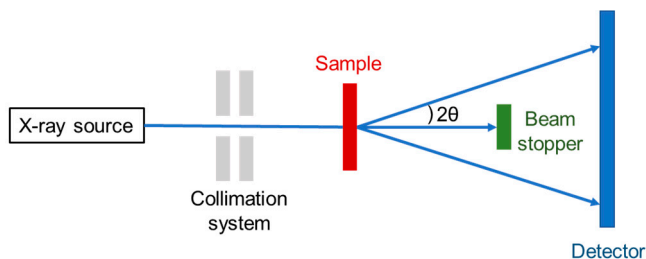 Sample
X-ray source
)2θ
Beam
stopper
Collimation
system
Detector